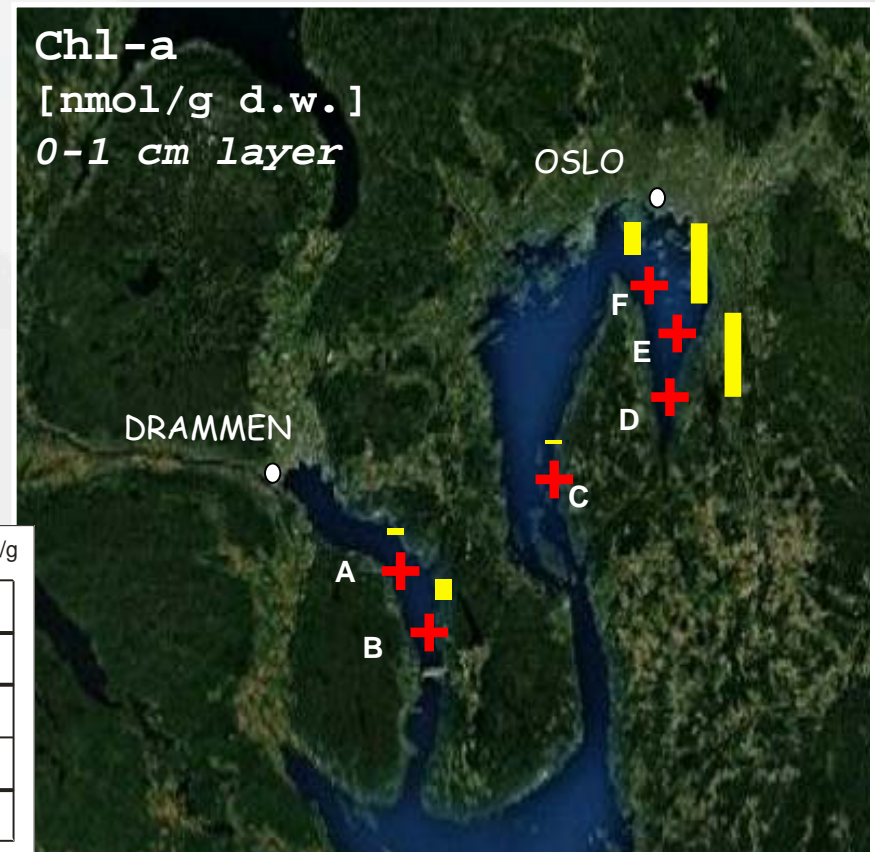 Chl-a
[nmol/g d.w.]
0-1 cm layer
OSLO
F
E
DRAMMEN
D
C
/g
A
B